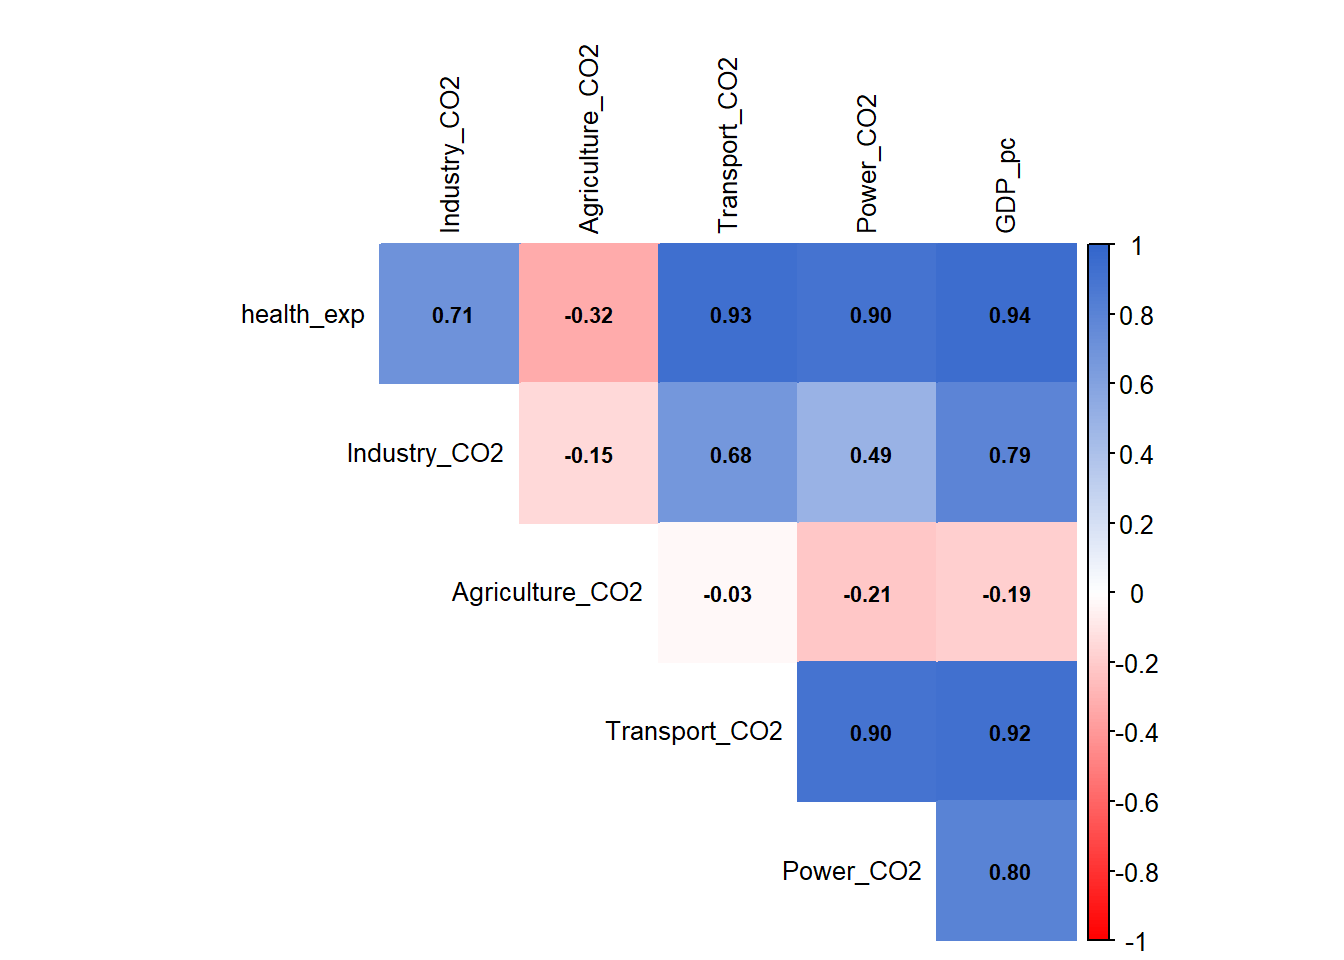 Industry_CO2
Agriculture_CO2
Transport_CO2
Power_CO2
GDP_pc
health_exp 0.71 -0.32 0.93 0.90 0.94
Industry_CO2 -0.15 0.68 0.49 0.79
Agriculture_CO2 -0.03 -0.21 -0.19
Transport_CO2 0.90 0.92
Power_CO2 0.80
1
0.8
0.6
0.4
0.2
0
-0.2
-0.4
-0.6
-0.8
-1